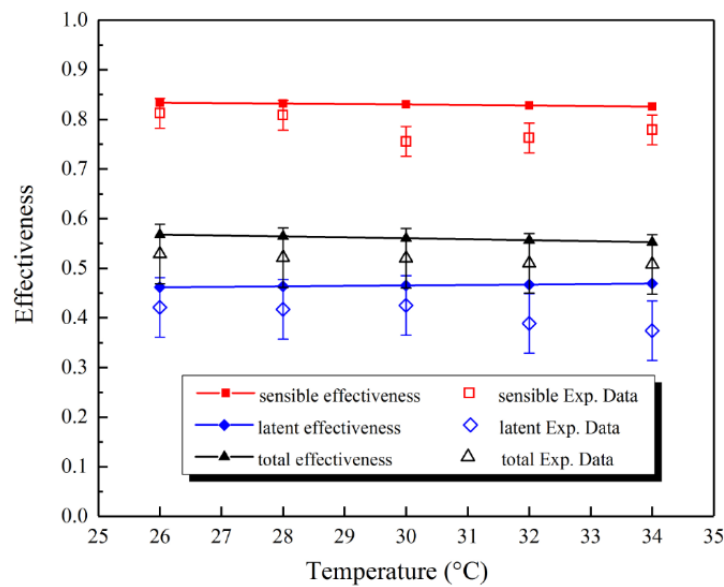 1.0
0.9
0.8
0.7
0.6
0.5
0.4
0.3
0.2
0.1
0.0
Effectiveness
sensible effectiveness sensible Exp. Data
latent effectiveness latent Exp. Data
total effectiveness total Exp. Data
25 26 27 28 29 30 31 32 33 34 35
Temperature (°C)